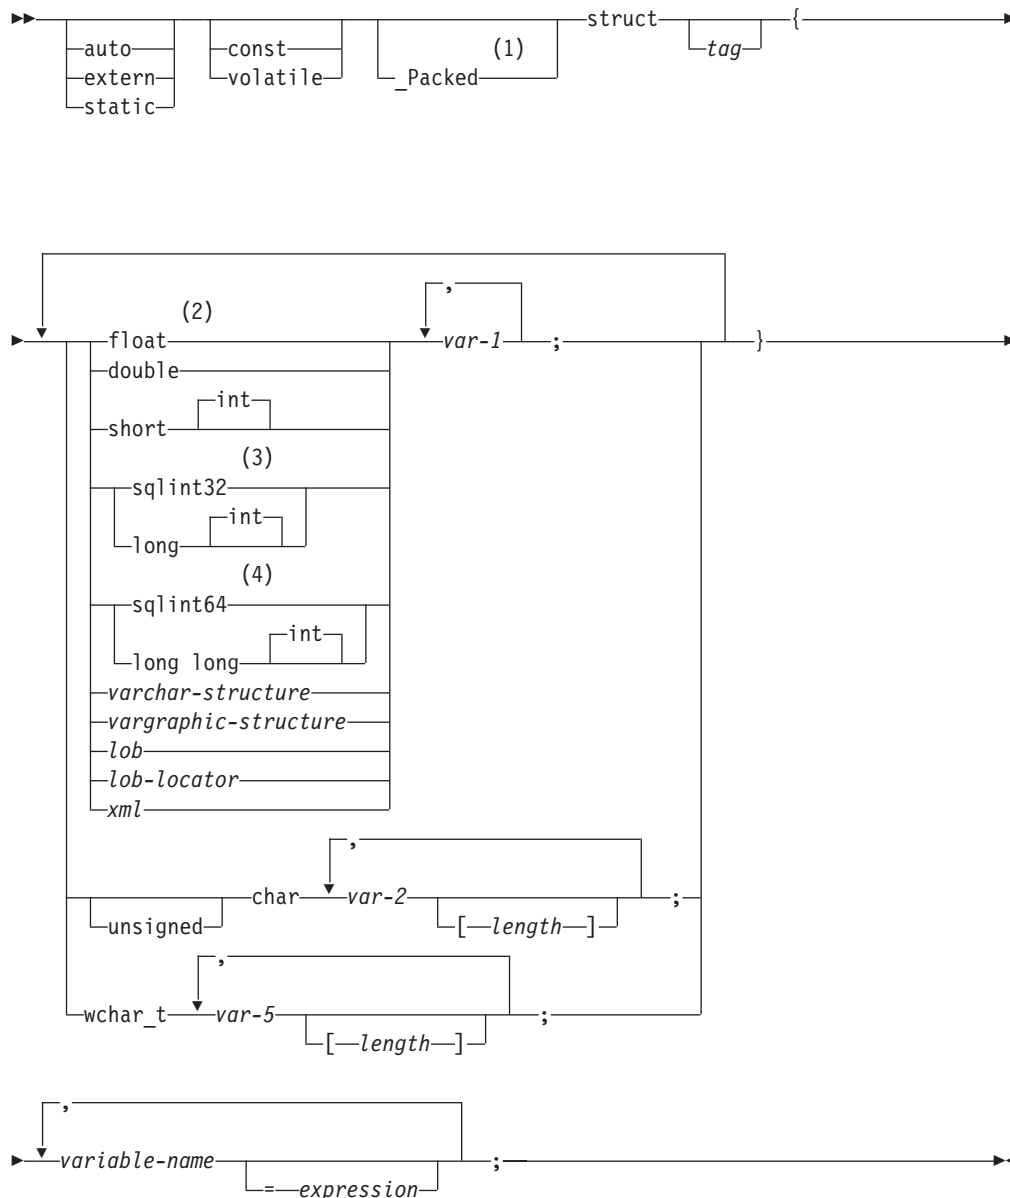 struct {
auto const (1) tag
extern volatile _Packed
static
,
(2)
float var-1 ; }
double
int
short
(3)
sqlint32
int
long
(4)
sqlint64
int
long long
varchar-structure
vargraphic-structure
lob
lob-locator
xml
,
char var-2 ;
unsigned [ length ]
,
wchar_t var-5 ;
[ length ]
,
variable-name ;
= expression